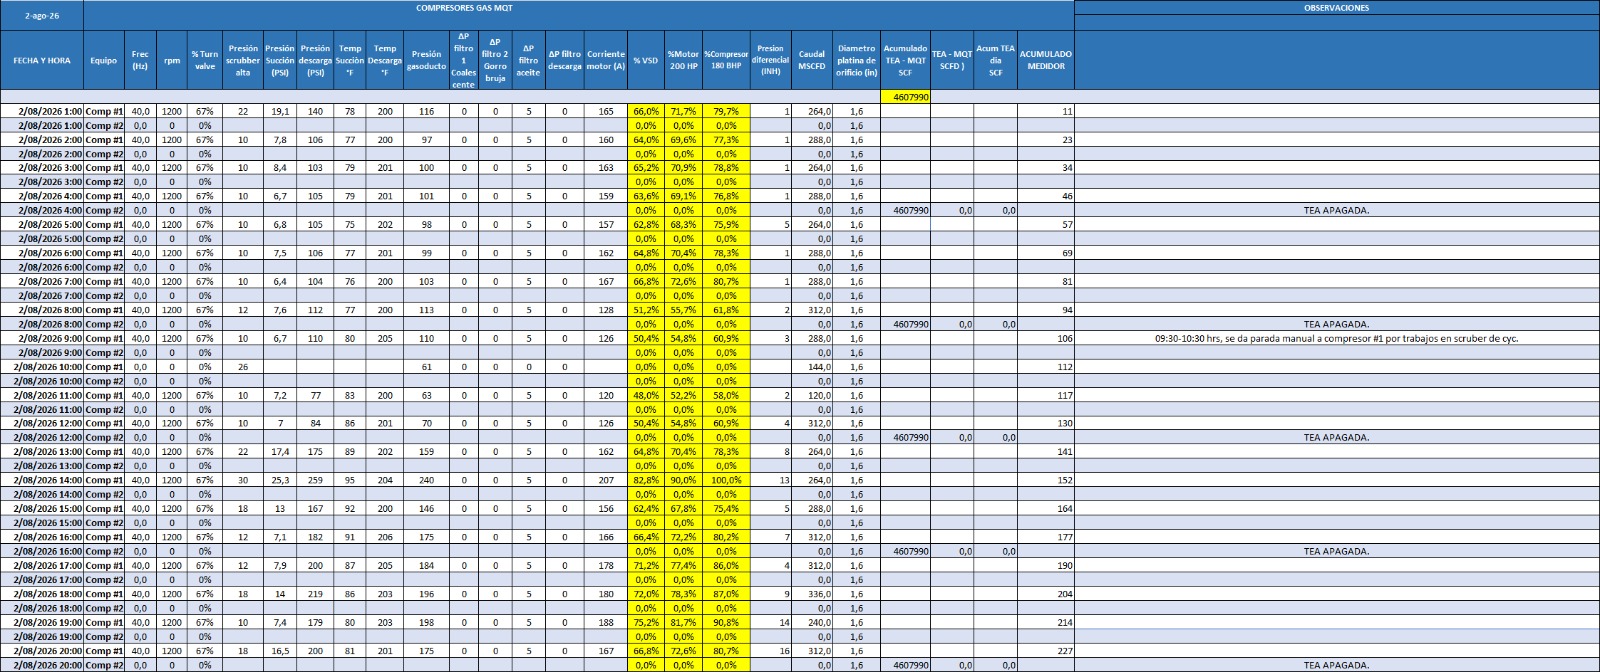 2-ago-26 COMPRESORES GAS MQT OBSERVACIONES
FECHA Y HORA Equipo Frec (Hz) rpm % Turn valve Presión scrubber alta Presión Succión (PSI) Presión descarga (PSI) Temp Succión °F Temp Descarga °F Presión gasoducto ΔP filtro 1 Coales cente ΔP filtro 2 Gorro bruja ΔP filtro aceite ΔP filtro descarga Corriente motor (A) % VSD %Motor 200 HP %Compresor 180 BHP Presion diferencial (INH) Caudal MSCFD Diametro platina de orificio (in) Acumulado TEA - MQT SCF TEA - MQT SCFD ) Acum TEA dia SCF ACUMULADO MEDIDOR
4607990
2/08/2026 1:00 Comp #1 40,0 1200 67% 22 19,1 140 78 200 116 0 0 5 0 165 66,0% 71,7% 79,7% 1 264,0 1,6 11
2/08/2026 1:00 Comp #2 0,0 0 0% 0,0% 0,0% 0,0% 0,0 1,6
2/08/2026 2:00 Comp #1 40,0 1200 67% 10 7,8 106 77 200 97 0 0 5 0 160 64,0% 69,6% 77,3% 1 288,0 1,6 23
2/08/2026 2:00 Comp #2 0,0 0 0% 0,0% 0,0% 0,0% 0,0 1,6
2/08/2026 3:00 Comp #1 40,0 1200 67% 10 8,4 103 79 201 100 0 0 5 0 163 65,2% 70,9% 78,8% 1 264,0 1,6 34
2/08/2026 3:00 Comp #2 0,0 0 0% 0,0% 0,0% 0,0% 0,0 1,6
2/08/2026 4:00 Comp #1 40,0 1200 67% 10 6,7 105 79 201 101 0 0 5 0 159 63,6% 69,1% 76,8% 1 288,0 1,6 46
2/08/2026 4:00 Comp #2 0,0 0 0% 0,0% 0,0% 0,0% 0,0 1,6 4607990 0,0 0,0 TEA APAGADA.
2/08/2026 5:00 Comp #1 40,0 1200 67% 10 6,8 105 75 202 98 0 0 5 0 157 62,8% 68,3% 75,9% 5 264,0 1,6 57
2/08/2026 5:00 Comp #2 0,0 0 0% 0,0% 0,0% 0,0% 0,0 1,6
2/08/2026 6:00 Comp #1 40,0 1200 67% 10 7,5 106 77 201 99 0 0 5 0 162 64,8% 70,4% 78,3% 1 288,0 1,6 69
2/08/2026 6:00 Comp #2 0,0 0 0% 0,0% 0,0% 0,0% 0,0 1,6
2/08/2026 7:00 Comp #1 40,0 1200 67% 10 6,4 104 76 200 103 0 0 5 0 167 66,8% 72,6% 80,7% 1 288,0 1,6 81
2/08/2026 7:00 Comp #2 0,0 0 0% 0,0% 0,0% 0,0% 0,0 1,6
2/08/2026 8:00 Comp #1 40,0 1200 67% 12 7,6 112 77 200 113 0 0 5 0 128 51,2% 55,7% 61,8% 2 312,0 1,6 94
2/08/2026 8:00 Comp #2 0,0 0 0% 0,0% 0,0% 0,0% 0,0 1,6 4607990 0,0 0,0 TEA APAGADA.
2/08/2026 9:00 Comp #1 40,0 1200 67% 10 6,7 110 80 205 110 0 0 5 0 126 50,4% 54,8% 60,9% 3 288,0 1,6 106 09:30-10:30 hrs, se da parada manual a compesor #1 por trabajos en scruber de cyc.
2/08/2026 9:00 Comp #2 0,0 0 0% 0,0% 0,0% 0,0% 0,0 1,6
2/08/2026 10:00 Comp #1 26 61 0 0 0 0 0,0% 0,0% 0,0% 144,0 1,6 112
2/08/2026 10:00 Comp #2 0,0 0 0% 0,0% 0,0% 0,0% 0,0 1,6
2/08/2026 11:00 Comp #1 40,0 1200 67% 10 7,2 77 83 200 63 0 0 5 0 120 48,0% 52,2% 58,0% 2 120,0 1,6 117
2/08/2026 11:00 Comp #2 0,0 0 0% 0,0% 0,0% 0,0% 0,0 1,6
2/08/2026 12:00 Comp #1 40,0 1200 67% 10 7 84 86 201 70 0 0 5 0 126 50,4% 54,8% 60,9% 4 312,0 1,6 130
2/08/2026 12:00 Comp #2 0,0 0 0% 0,0% 0,0% 0,0% 0,0 1,6 4607990 0,0 0,0 TEA APAGADA.
2/08/2026 13:00 Comp #1 40,0 1200 67% 22 17,4 175 89 202 159 0 0 5 0 162 64,8% 70,4% 78,3% 8 264,0 1,6 141
2/08/2026 13:00 Comp #2 0,0 0 0% 0,0% 0,0% 0,0% 0,0 1,6
2/08/2026 14:00 Comp #1 40,0 1200 67% 30 25,3 259 95 204 240 0 0 5 0 207 82,8% 90,0% 100,0% 13 264,0 1,6 152
2/08/2026 14:00 Comp #2 0,0 0 0% 0,0% 0,0% 0,0% 0,0 1,6
2/08/2026 15:00 Comp #1 40,0 1200 67% 18 13 167 92 200 146 0 0 5 0 156 62,4% 67,8% 75,4% 5 288,0 1,6 164
2/08/2026 15:00 Comp #2 0,0 0 0% 0,0% 0,0% 0,0% 0,0 1,6
2/08/2026 16:00 Comp #1 40,0 1200 67% 12 7,1 182 91 206 175 0 0 5 0 166 66,4% 72,2% 80,2% 7 312,0 1,6 177
2/08/2026 16:00 Comp #2 0,0 0 0% 0,0% 0,0% 0,0% 0,0 1,6 4607990 0,0 0,0 TEA APAGADA.
2/08/2026 17:00 Comp #1 40,0 1200 67% 12 7,9 200 87 205 184 0 0 5 0 178 71,2% 77,4% 86,0% 4 312,0 1,6 190
2/08/2026 17:00 Comp #2 0,0 0 0% 0,0% 0,0% 0,0% 0,0 1,6
2/08/2026 18:00 Comp #1 40,0 1200 67% 18 14 219 86 203 196 0 0 5 0 180 72,0% 78,3% 87,0% 9 336,0 1,6 204
2/08/2026 18:00 Comp #2 0,0 0 0% 0,0% 0,0% 0,0% 0,0 1,6
2/08/2026 19:00 Comp #1 40,0 1200 67% 10 7,4 179 80 203 198 0 0 5 0 188 75,2% 81,7% 90,8% 14 240,0 1,6 214
2/08/2026 19:00 Comp #2 0,0 0 0% 0,0% 0,0% 0,0% 0,0 1,6
2/08/2026 20:00 Comp #1 40,0 1200 67% 18 16,5 200 81 201 175 0 0 5 0 167 66,8% 72,6% 80,7% 16 312,0 1,6 227
2/08/2026 20:00 Comp #2 0,0 0 0% 0,0% 0,0% 0,0% 0,0 1,6 4607990 0,0 0,0 TEA APAGADA.